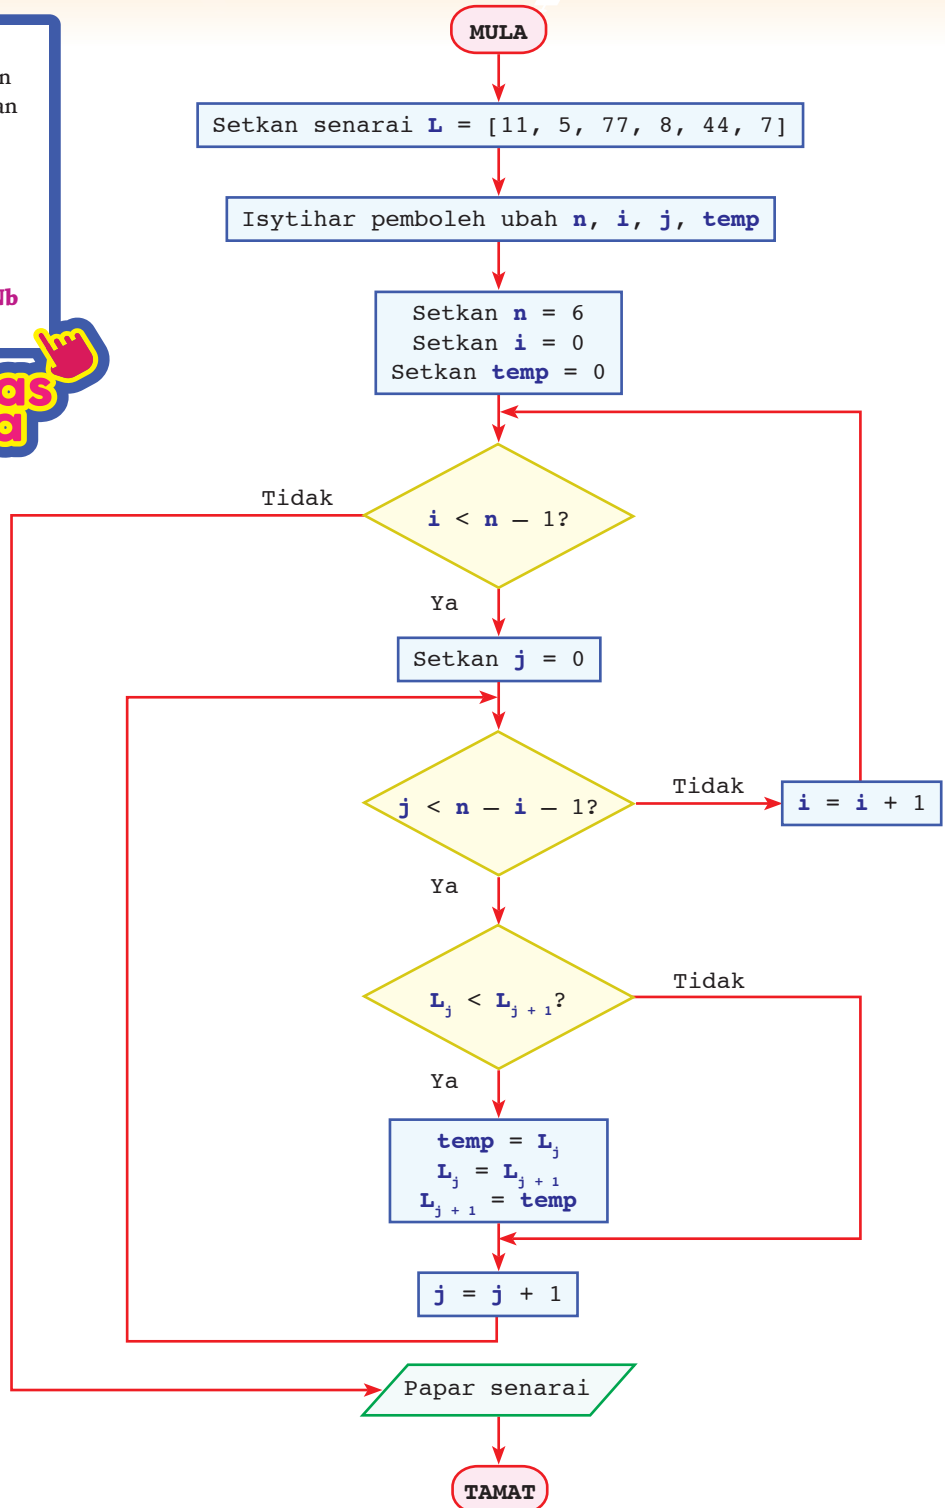 MULA
Setkan senarai L = [11, 5, 77, 8, 44, 7]
Isytihar pemboleh ubah n, i, j, temp
Setkan n = 6
Setkan i = 0
Setkan temp = 0
Tidak
i < n – 1?
Ya
Setkan j = 0
j < n – i – 1?
Tidak
i = i + 1
Ya
Lj < Lj + 1?
Tidak
Ya
temp = Lj
Lj = Lj + 1
Lj + 1 = temp
j = j + 1
Papar senarai
TAMAT